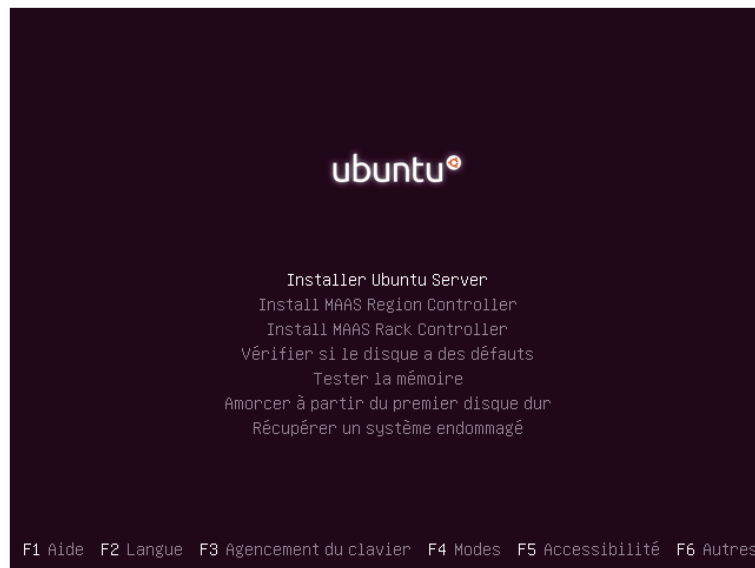 ubuntu
Installer Ubuntu Server
Install MAAS Region Controller
Install MAAS Rack Controller
Vérifier si le disque a des défauts
Tester la mémoire
Amorcer à partir du premier disque dur
Récupérer un système endommagé
F1 Aide F2 Langue F3 Agencement du clavier F4 Modes F5 Accessibilité F6 Autres